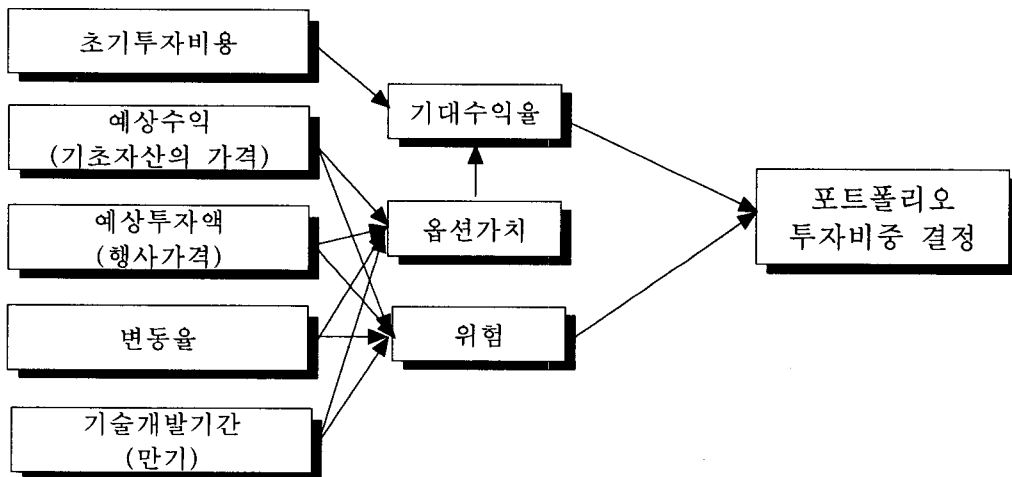 초기투자비용
예상수익
(기초자산의 가격)
예상투자액
(행사가격)
변동율
기술개발기간
(만기)
기대수익율
옵션가치
위험
포트폴리오
투자비중 결정